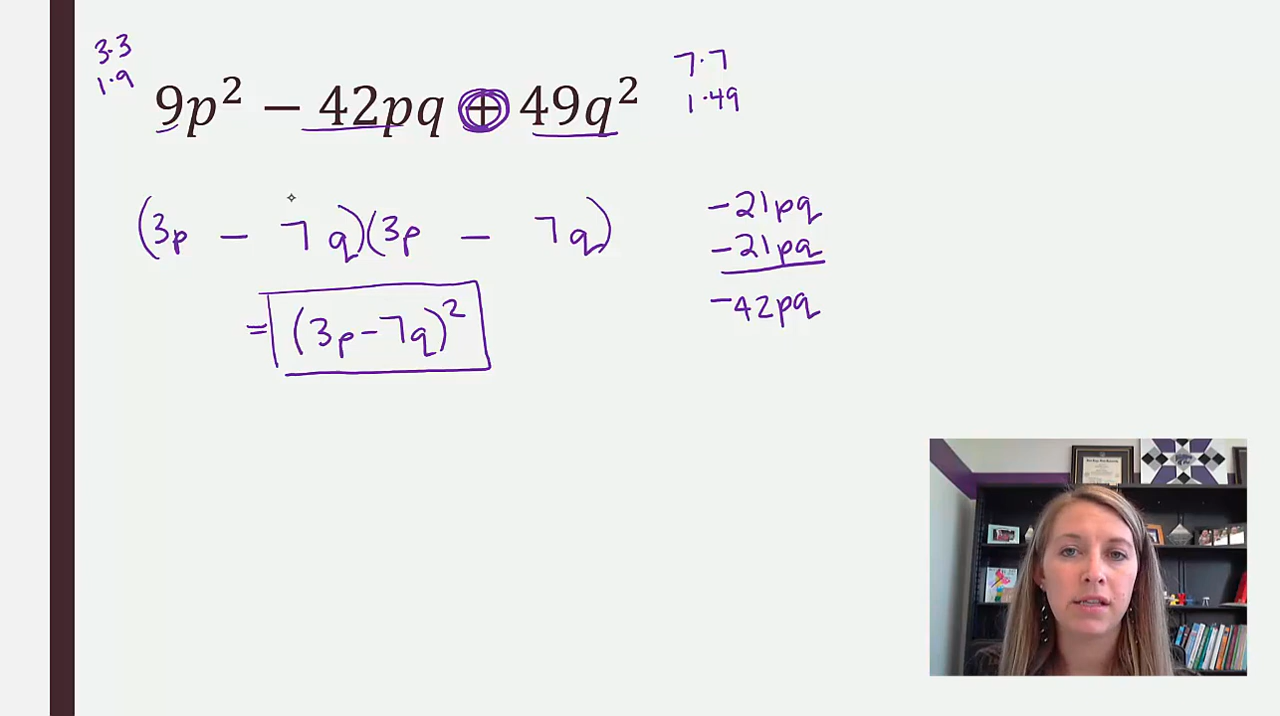 3·3
1·9
9p² − 42pq + 49q²
7·7
1·49
(3p − 7q)(3p − 7q)
= (3p−7q)²
−21pq
−21pq
−42pq